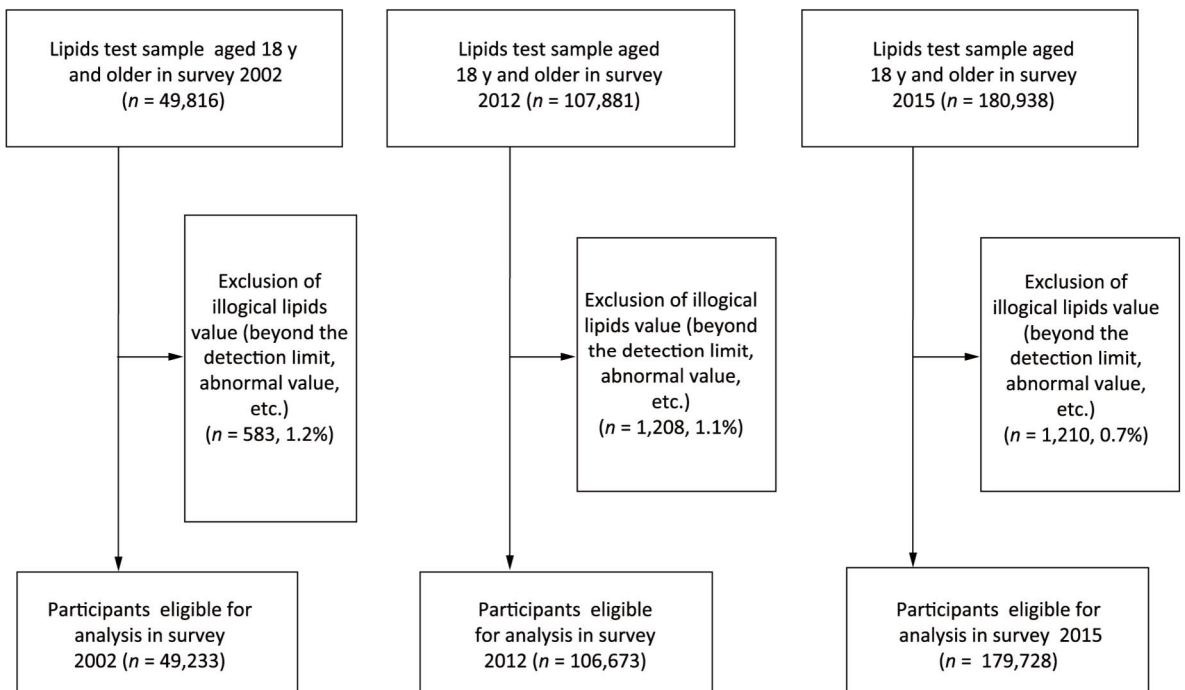 Lipids test sample aged 18 y
and older in survey 2002
(n = 49,816)
Exclusion of
illogical lipids
value (beyond the
detection limit,
abnormal value,
etc.)
(n = 583, 1.2%)
Participants eligible for
analysis in survey
2002 (n = 49,233)
Lipids test sample aged
18 y and older in survey
2012 (n = 107,881)
Exclusion of illogical
lipids value (beyond
the detection limit,
abnormal value,
etc.)
(n = 1,208, 1.1%)
Participants eligible
for analysis in survey
2012 (n = 106,673)
Lipids test sample aged
18 y and older in survey
2015 (n = 180,938)
Exclusion of
illogical lipids value
(beyond the
detection limit,
abnormal value,
etc.)
(n = 1,210, 0.7%)
Participants eligible for
analysis in survey 2015
(n = 179,728)